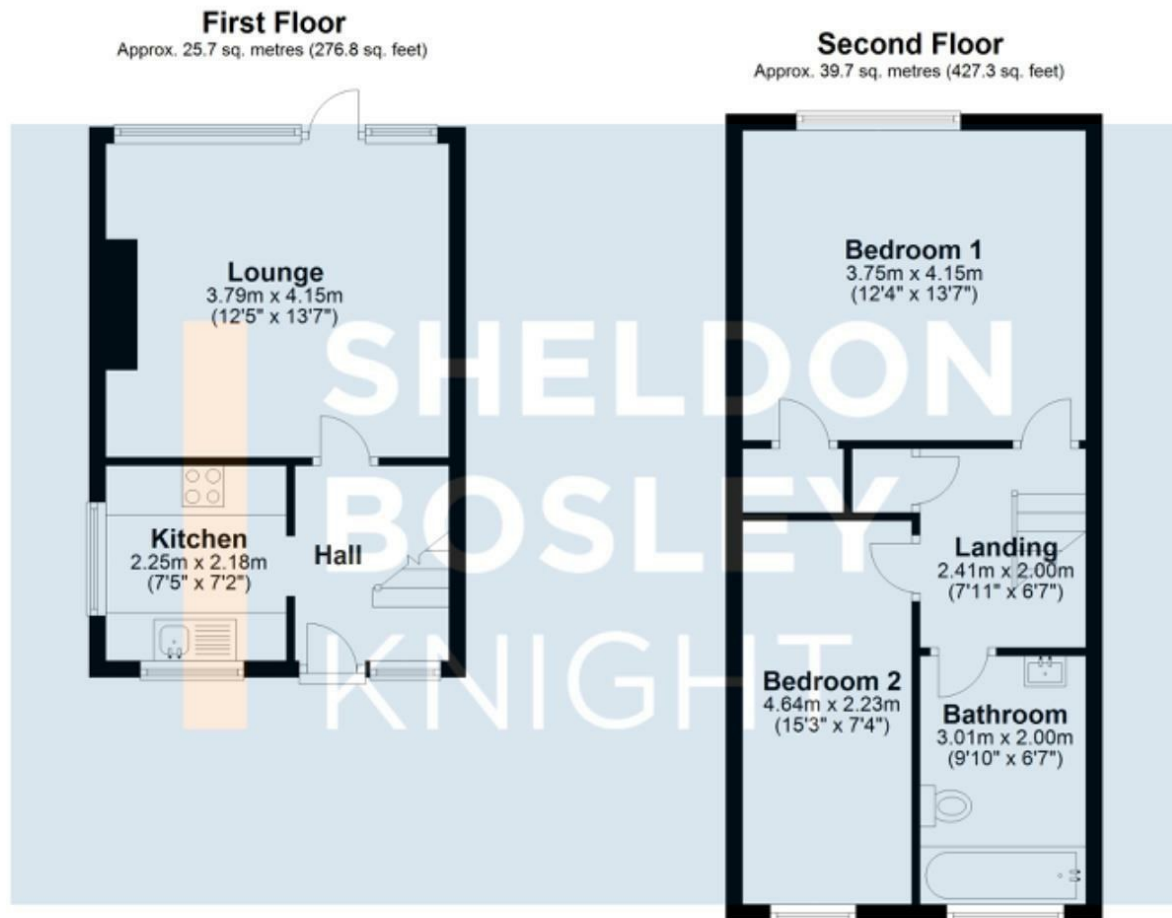 First Floor
Approx. 25.7 sq. metres (276.8 sq. feet)
Lounge
3.79m x 4.15m
(12'5" x 13'7")
Kitchen
2.25m x 2.18m
(7'5" x 7'2")
Hall
Second Floor
Approx. 39.7 sq. metres (427.3 sq. feet)
Bedroom 1
3.75m x 4.15m
(12'4" x 13'7")
Landing
2.41m x 2.00m
(7'11" x 6'7")
Bedroom 2
4.64m x 2.23m
(15'3" x 7'4")
Bathroom
3.01m x 2.00m
(9'10" x 6'7")
SHELDON
BOSLEY
KNIGHT